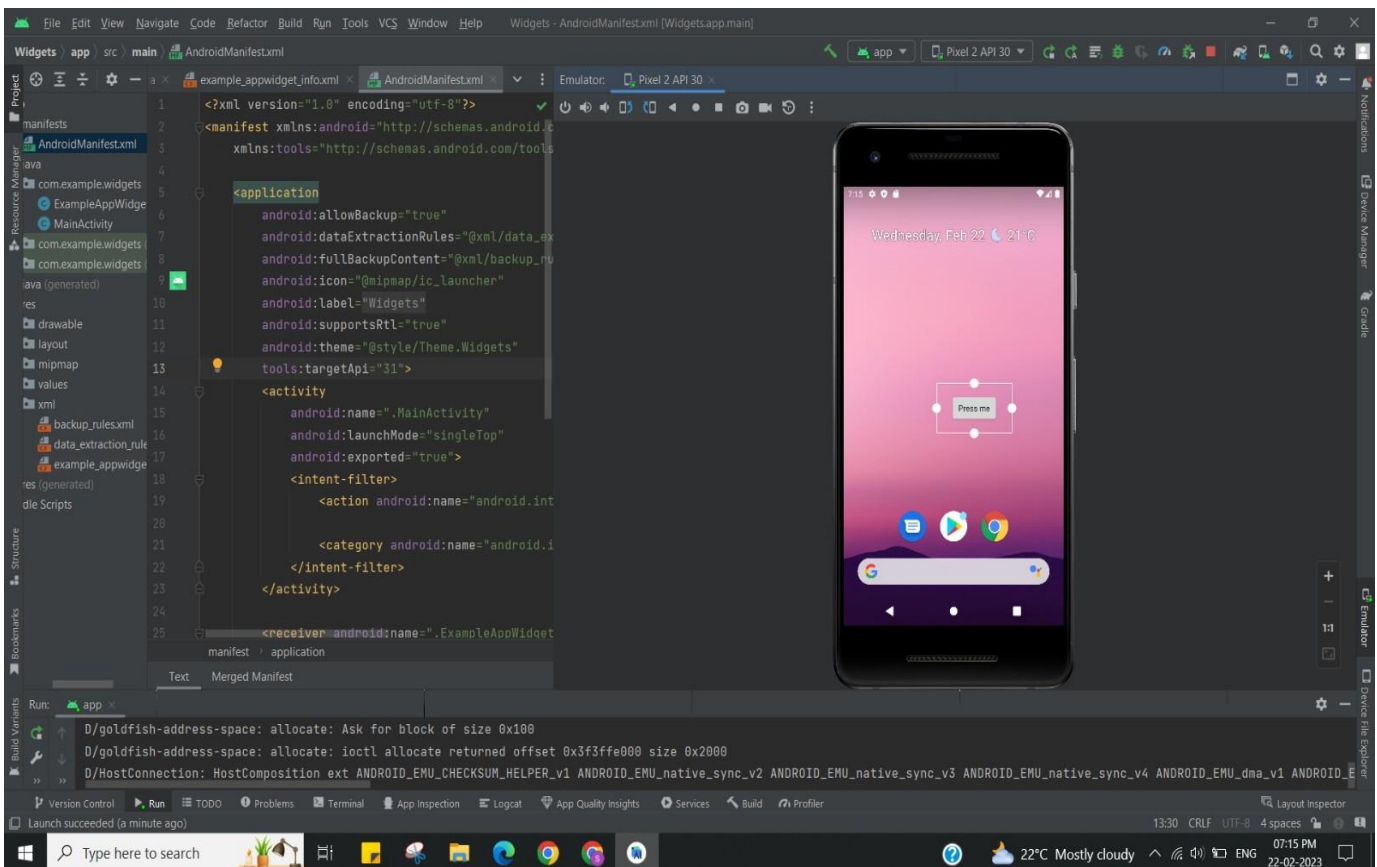 File Edit View Navigate Code Refactor Build Run Tools VCS Window Help Widgets - AndroidManifest.xml [Widgets.app.main]
Widgets app src main AndroidManifest.xml
app Pixel 2 API 30
Project
Resource Manager
Structure
Bookmarks
Build Variants
manifests
AndroidManifest.xml
java
com.example.widgets
ExampleAppWidge
MainActivity
com.example.widgets (
com.example.widgets (
java (generated)
res
drawable
layout
mipmap
values
xml
backup_rules.xml
data_extraction_rule
example_appwidge
res (generated)
dle Scripts
example_appwidget_info.xml AndroidManifest.xml
1 <?xml version="1.0" encoding="utf-8"?>
2 <manifest xmlns:android="http://schemas.android.c
3 xmlns:tools="http://schemas.android.com/tools
4
5 <application
6 android:allowBackup="true"
7 android:dataExtractionRules="@xml/data_ex
8 android:fullBackupContent="@xml/backup_ru
9 android:icon="@mipmap/ic_launcher"
10 android:label="Widgets"
11 android:supportsRtl="true"
12 android:theme="@style/Theme.Widgets"
13 tools:targetApi="31">
14 <activity
15 android:name=".MainActivity"
16 android:launchMode="singleTop"
17 android:exported="true">
18 <intent-filter>
19 <action android:name="android.int
20
21 <category android:name="android.i
22 </intent-filter>
23 </activity>
24
25 <receiver android:name=".ExampleAppWidget
manifest application
Text Merged Manifest
Emulator: Pixel 2 API 30
7:15
Wednesday, Feb 22 21°C
Press me
G
1:1
Notifications
Device Manager
Gradle
Emulator
Device File Explorer
Run: app
D/goldfish-address-space: allocate: Ask for block of size 0x100
D/goldfish-address-space: allocate: ioctl allocate returned offset 0x3f3ffe000 size 0x2000
D/HostConnection: HostComposition ext ANDROID_EMU_CHECKSUM_HELPER_v1 ANDROID_EMU_native_sync_v2 ANDROID_EMU_native_sync_v3 ANDROID_EMU_native_sync_v4 ANDROID_EMU_dma_v1 ANDROID_E
Version Control Run TODO Problems Terminal App Inspection Logcat App Quality Insights Services Build Profiler Layout Inspector
Launch succeeded (a minute ago) 13:30 CRLF UTF-8 4 spaces
Type here to search 22°C Mostly cloudy ENG 07:15 PM
22-02-2023